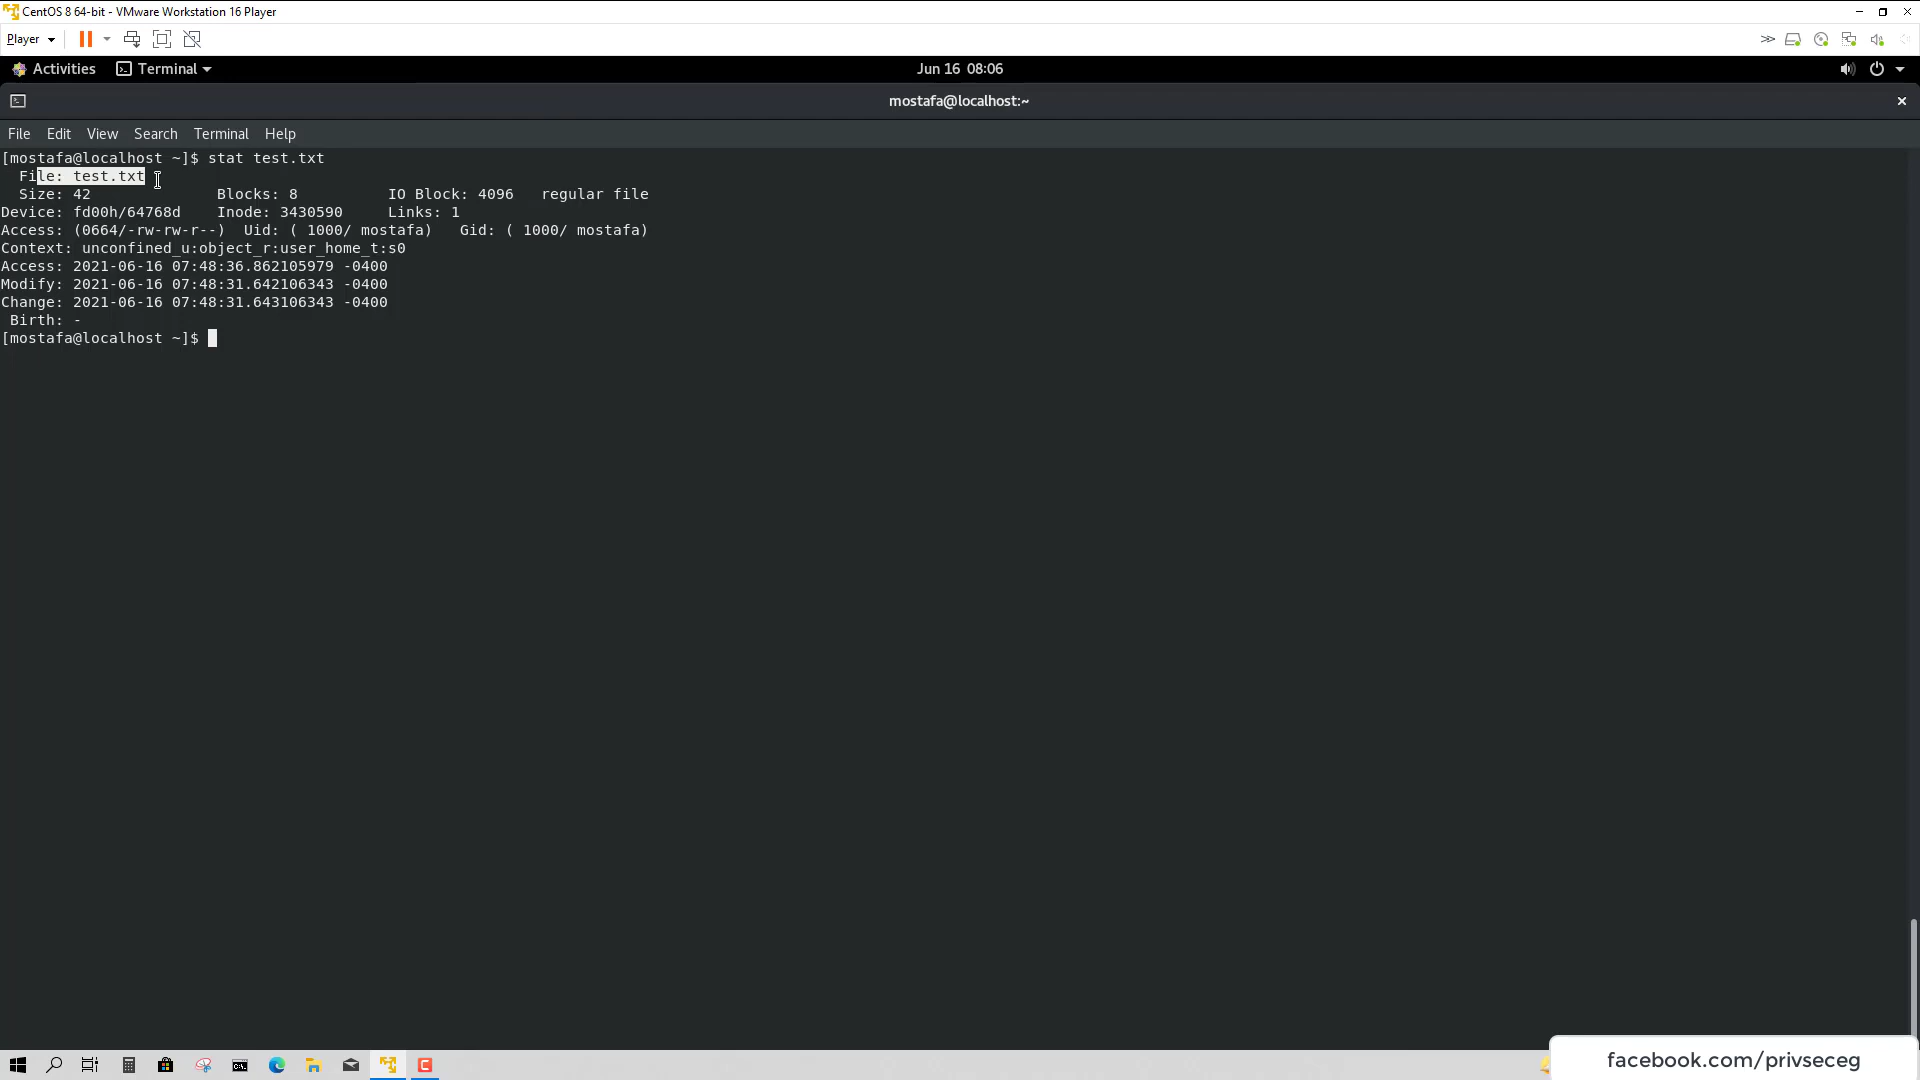 CentOS 8 64-bit - VMware Workstation 16 Player
Player
Activities Terminal Jun 16 08:06
mostafa@localhost:~
File Edit View Search Terminal Help
[mostafa@localhost ~]$ stat test.txt
  File: test.txt
  Size: 42              Blocks: 8          IO Block: 4096   regular file
Device: fd00h/64768d    Inode: 3430590     Links: 1
Access: (0664/-rw-rw-r--)  Uid: ( 1000/ mostafa)   Gid: ( 1000/ mostafa)
Context: unconfined_u:object_r:user_home_t:s0
Access: 2021-06-16 07:48:36.862105979 -0400
Modify: 2021-06-16 07:48:31.642106343 -0400
Change: 2021-06-16 07:48:31.643106343 -0400
 Birth: -
[mostafa@localhost ~]$
facebook.com/privseceg